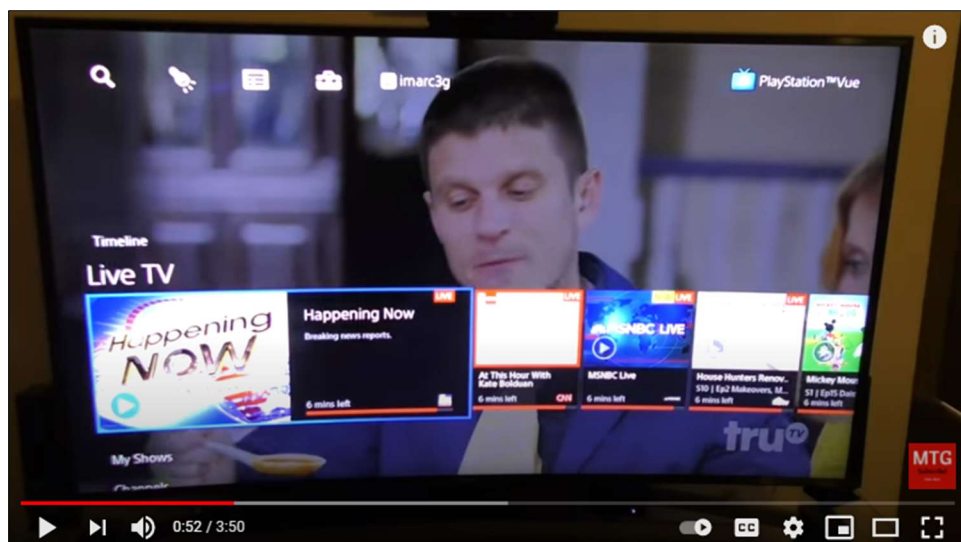 imarc3g
PlayStation™Vue
Timeline
Live TV
Happening
NOW
LIVE
Happening Now
Breaking news reports.
6 mins left
LIVE
At This Hour With
Kate Bolduan
6 mins left
CNN
LIVE
MSNBC LIVE
MSNBC Live
6 mins left
LIVE
House Hunters Renov...
S10 | Ep2 Makeovers, M...
6 mins left
Mickey Mou
S1 | Ep15 Dais
6 mins left
truTV
My Shows
Channels
MTG
0:52 / 3:50
CC